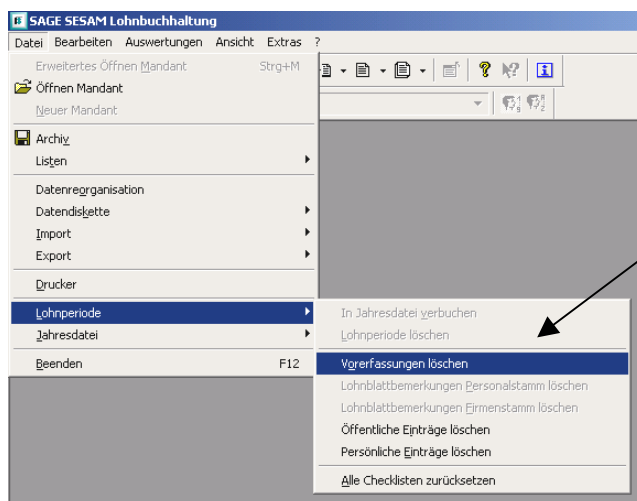 SAGE SESAM Lohnbuchhaltung
Datei Bearbeiten Auswertungen Ansicht Extras ?
Erweitertes Öffnen Mandant Strg+M
Öffnen Mandant
Neuer Mandant
Archiv
Listen
Datenreorganisation
Datendiskette
Import
Export
Drucker
Lohnperiode
Jahresdatei
Beenden F12
In Jahresdatei verbuchen
Lohnperiode löschen
Vorerfassungen löschen
Lohnblattbemerkungen Personalstamm löschen
Lohnblattbemerkungen Firmenstamm löschen
Öffentliche Einträge löschen
Persönliche Einträge löschen
Alle Checklisten zurücksetzen